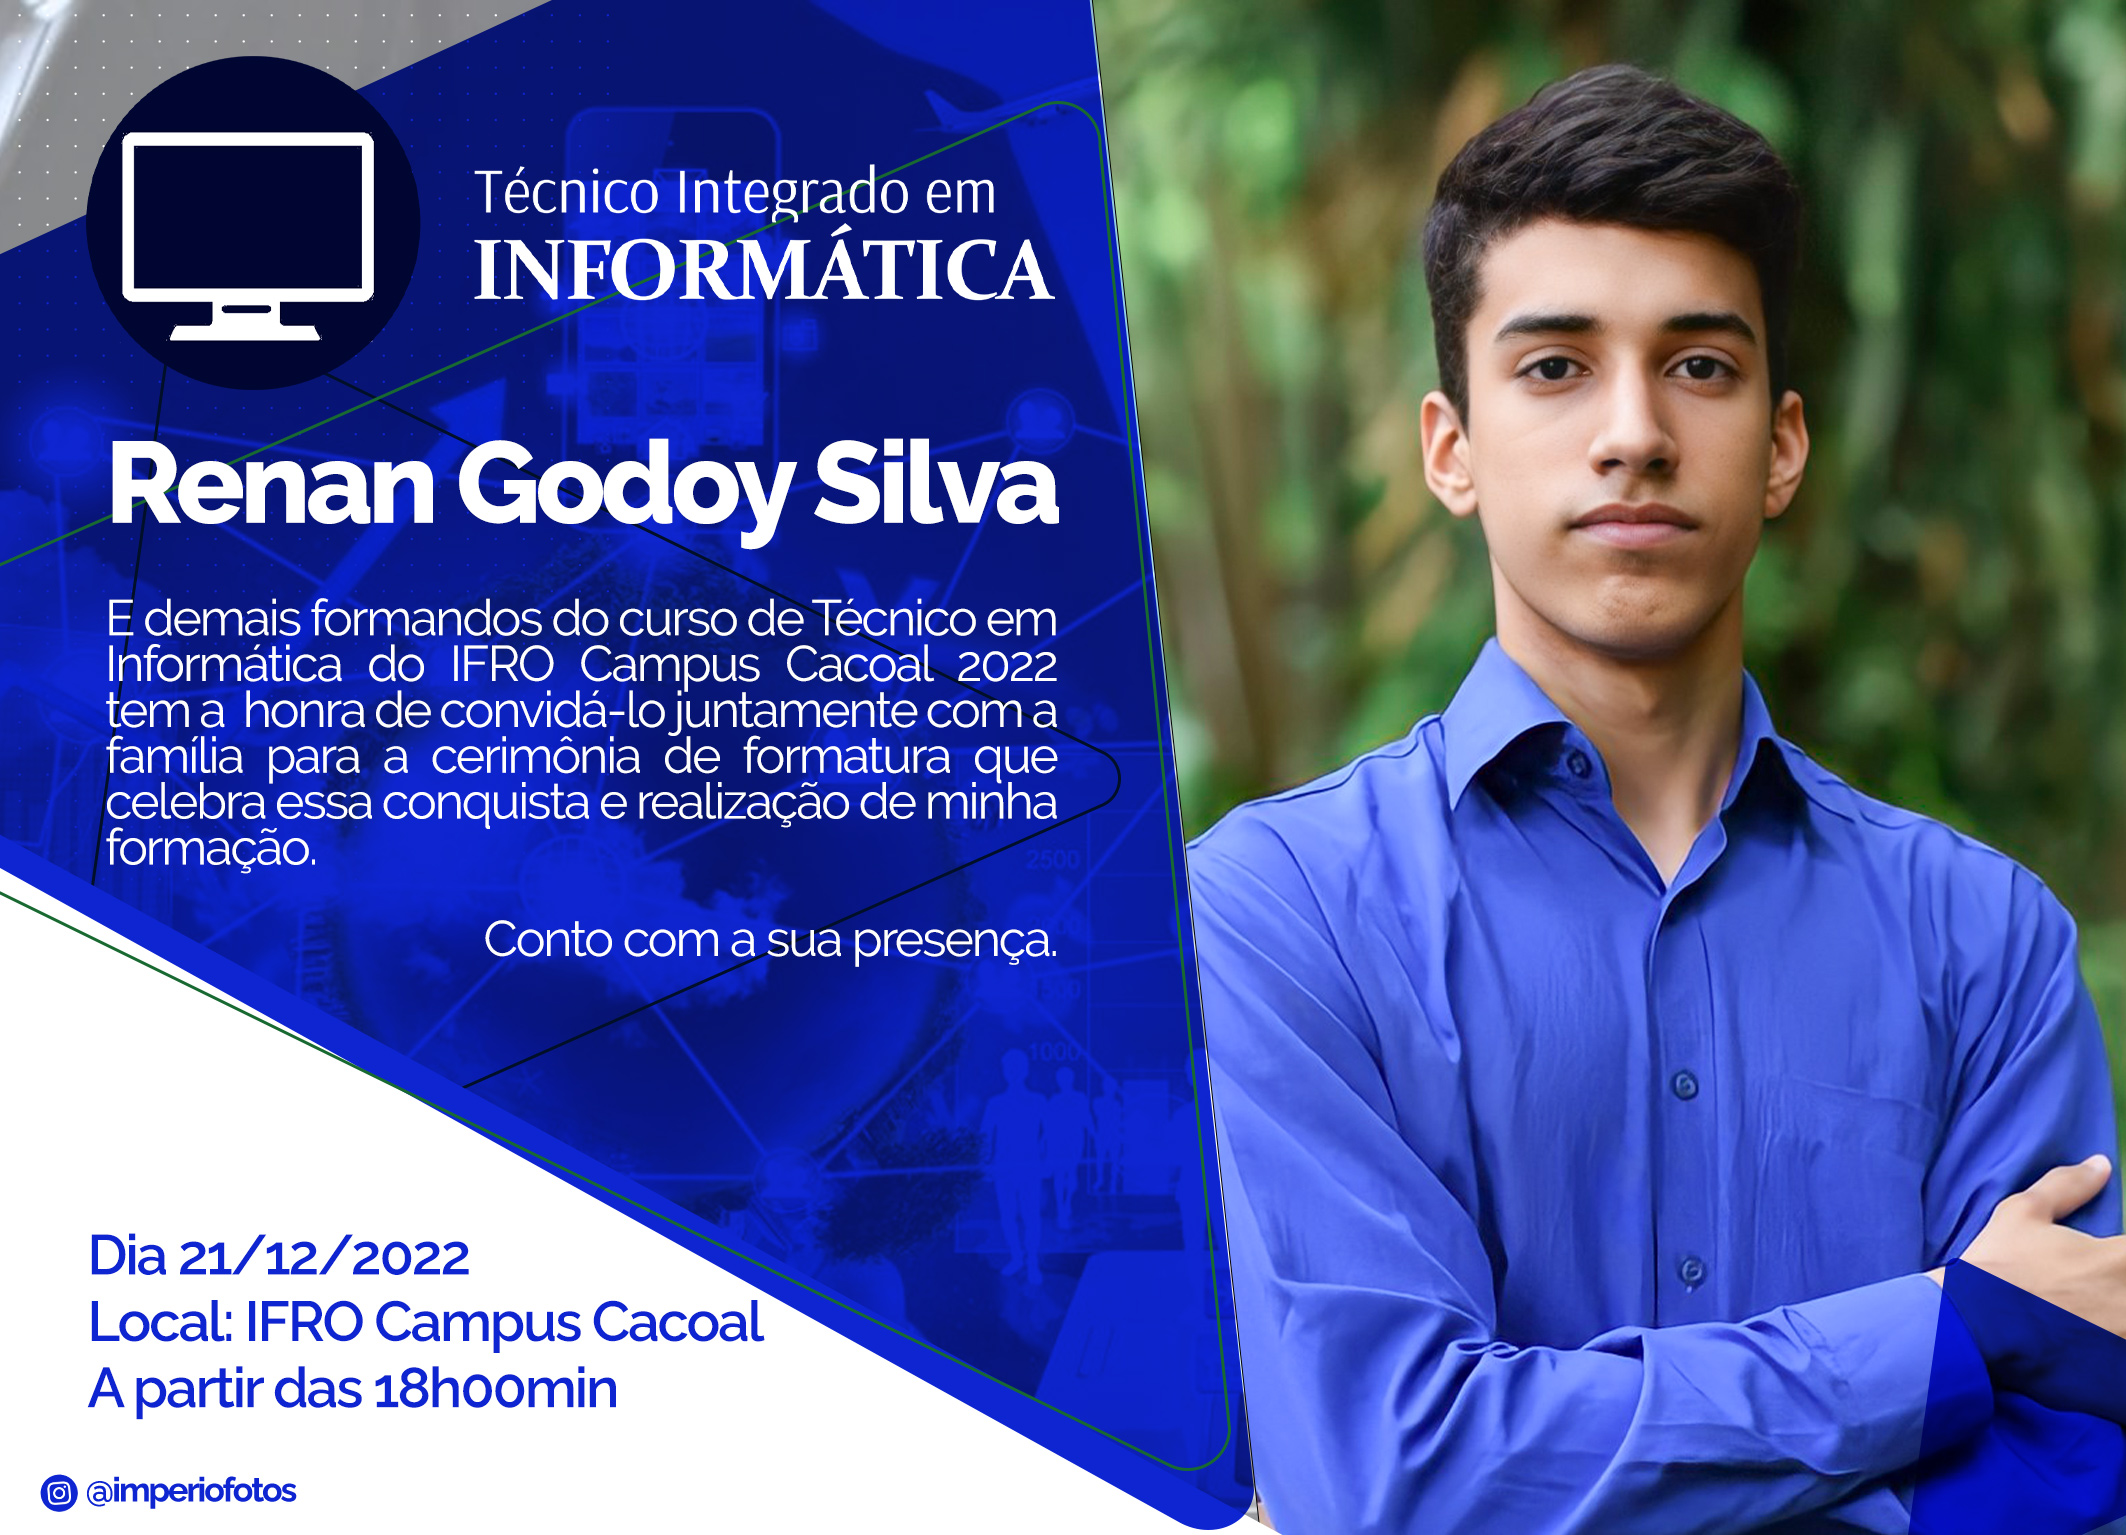 Técnico Integrado em
INFORMÁTICA
Renan Godoy Silva
E demais formandos do curso de Técnico em
Informática do IFRO Campus Cacoal 2022
tem a honra de convidá-lo juntamente com a
família para a cerimônia de formatura que
celebra essa conquista e realização de minha
formação.
Conto com a sua presença.
2500
1000
Dia 21/12/2022
Local: IFRO Campus Cacoal
A partir das 18h00min
@imperiofotos